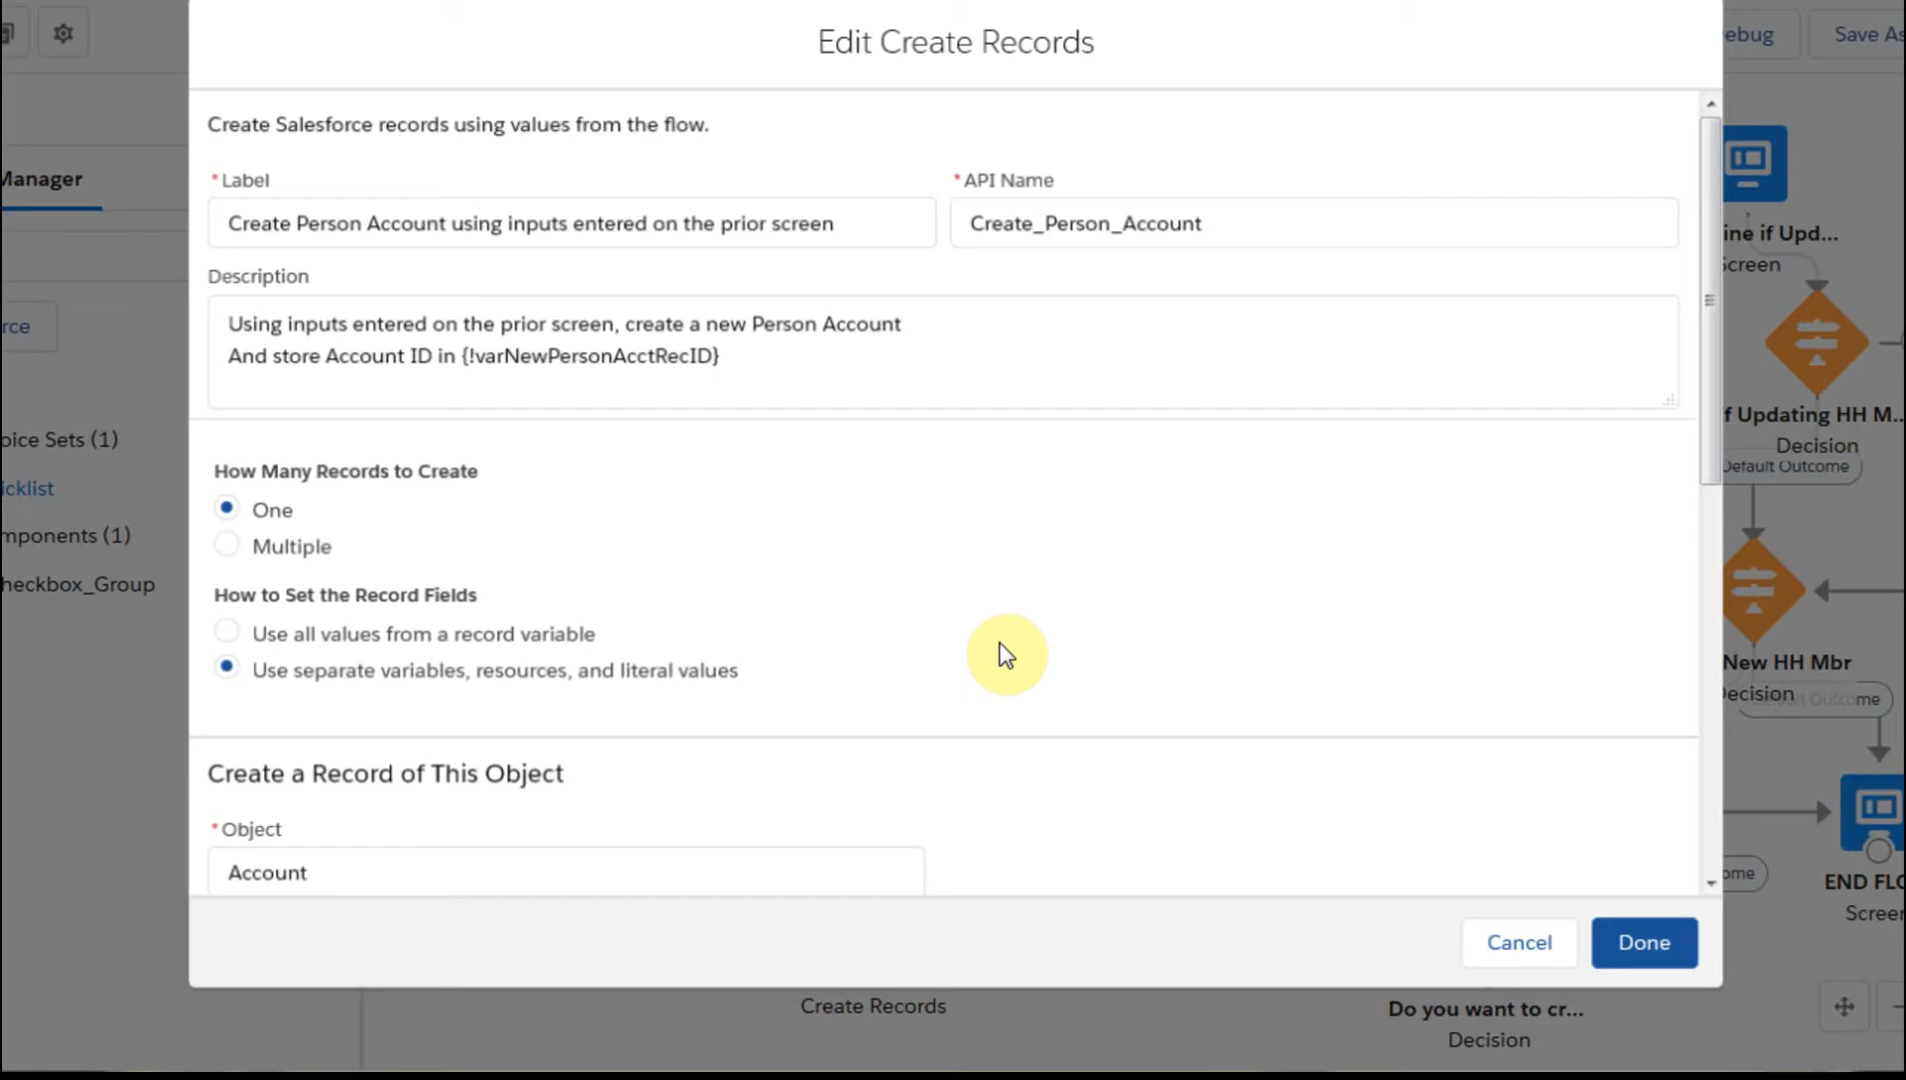 Edit Create Records
ebug
Save As
Create Salesforce records using values from the flow.
Manager
* Label
* API Name
Create Person Account using inputs entered on the prior screen
Create_Person_Account
ine if Upd...
Screen
Description
Using inputs entered on the prior screen, create a new Person Account
And store Account ID in {!varNewPersonAcctRecID}
rce
f Updating HH M...
Decision
Default Outcome
oice Sets (1)
icklist
mponents (1)
heckbox_Group
How Many Records to Create
One
Multiple
How to Set the Record Fields
Use all values from a record variable
Use separate variables, resources, and literal values
New HH Mbr
Decision
Default Outcome
Create a Record of This Object
* Object
Account
ome
END FLO
Screen
Cancel
Done
Create Records
Do you want to cr...
Decision